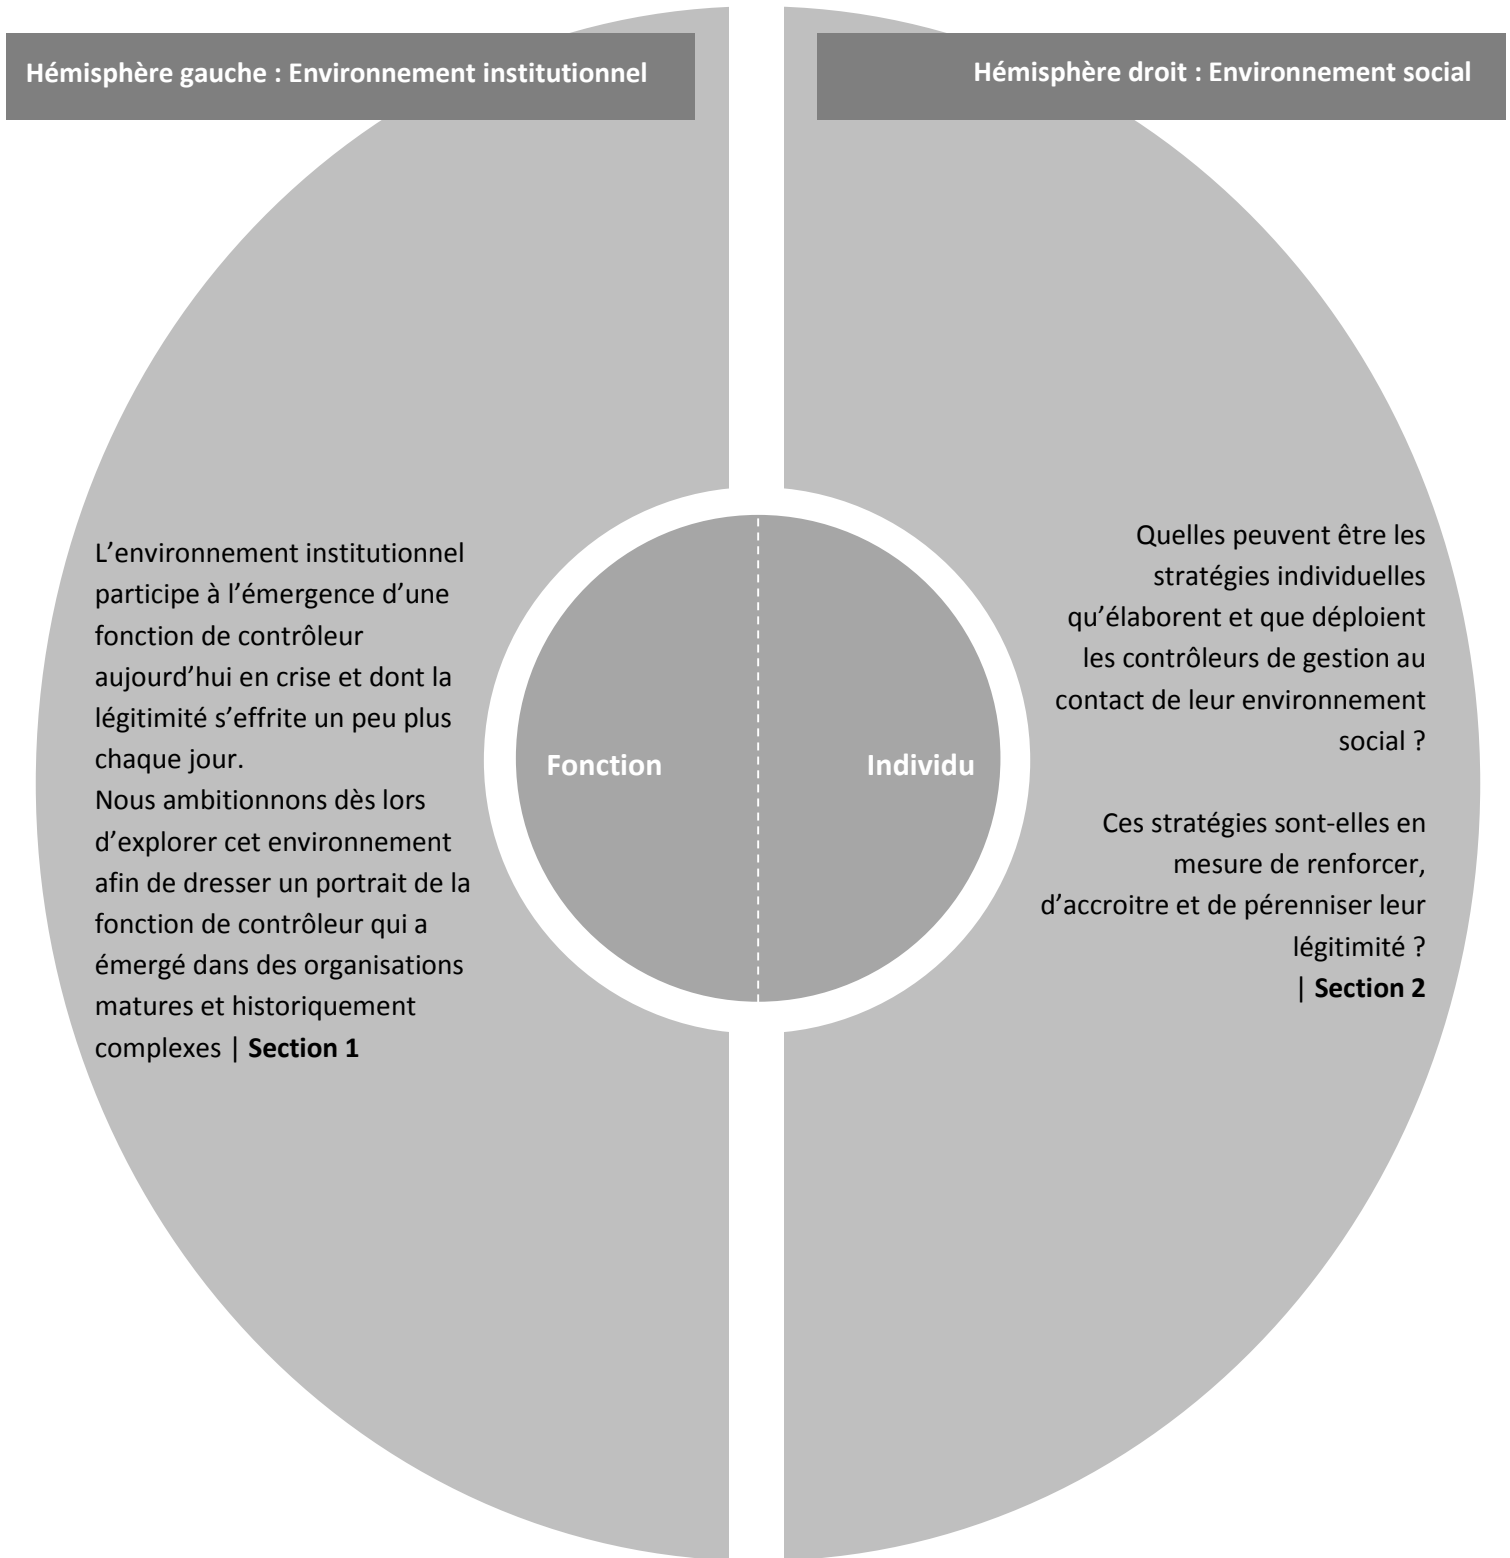 Hémisphère gauche : Environnement institutionnel
Hémisphère droit : Environnement social
L’environnement institutionnel
participe à l’émergence d’une
fonction de contrôleur
aujourd’hui en crise et dont la
légitimité s’effrite un peu plus
chaque jour.
Nous ambitionnons dès lors
d’explorer cet environnement
afin de dresser un portrait de la
fonction de contrôleur qui a
émergé dans des organisations
matures et historiquement
complexes | Section 1
Fonction
Individu
Quelles peuvent être les
stratégies individuelles
qu’élaborent et que déploient
les contrôleurs de gestion au
contact de leur environnement
social ?
Ces stratégies sont-elles en
mesure de renforcer,
d’accroitre et de pérenniser leur
légitimité ?
| Section 2